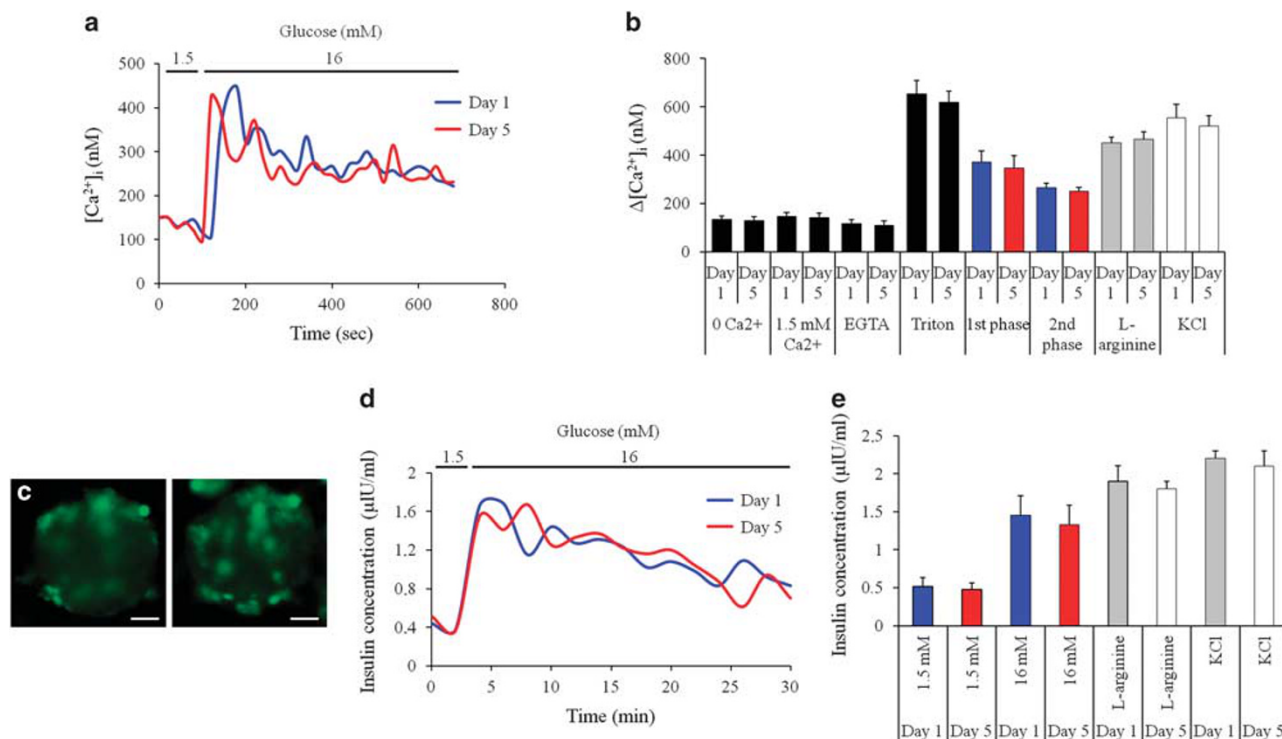 a
Glucose (mM)
1.5 16
500
400
300
200
100
0
[Ca²⁺]i (nM)
Day 1
Day 5
0 200 400 600 800
Time (sec)
b
800
600
400
200
0
Δ[Ca²⁺]i (nM)
Day 1 Day 5 Day 1 Day 5 Day 1 Day 5 Day 1 Day 5 Day 1 Day 5 Day 1 Day 5 Day 1 Day 5 Day 1 Day 5
0 Ca2+ 1.5 mM Ca2+ EGTA Triton 1st phase 2nd phase L-arginine KCl
c
d
Glucose (mM)
1.5 16
2
1.6
1.2
0.8
0.4
0
Insulin concentration (µIU/ml)
Day 1
Day 5
0 5 10 15 20 25 30
Time (min)
e
2.5
2
1.5
1
0.5
0
Insulin concentration (µIU/ml)
1.5 mM 1.5 mM 16 mM 16 mM L-arginine L-arginine KCl KCl
Day 1 Day 5 Day 1 Day 5 Day 1 Day 5 Day 1 Day 5